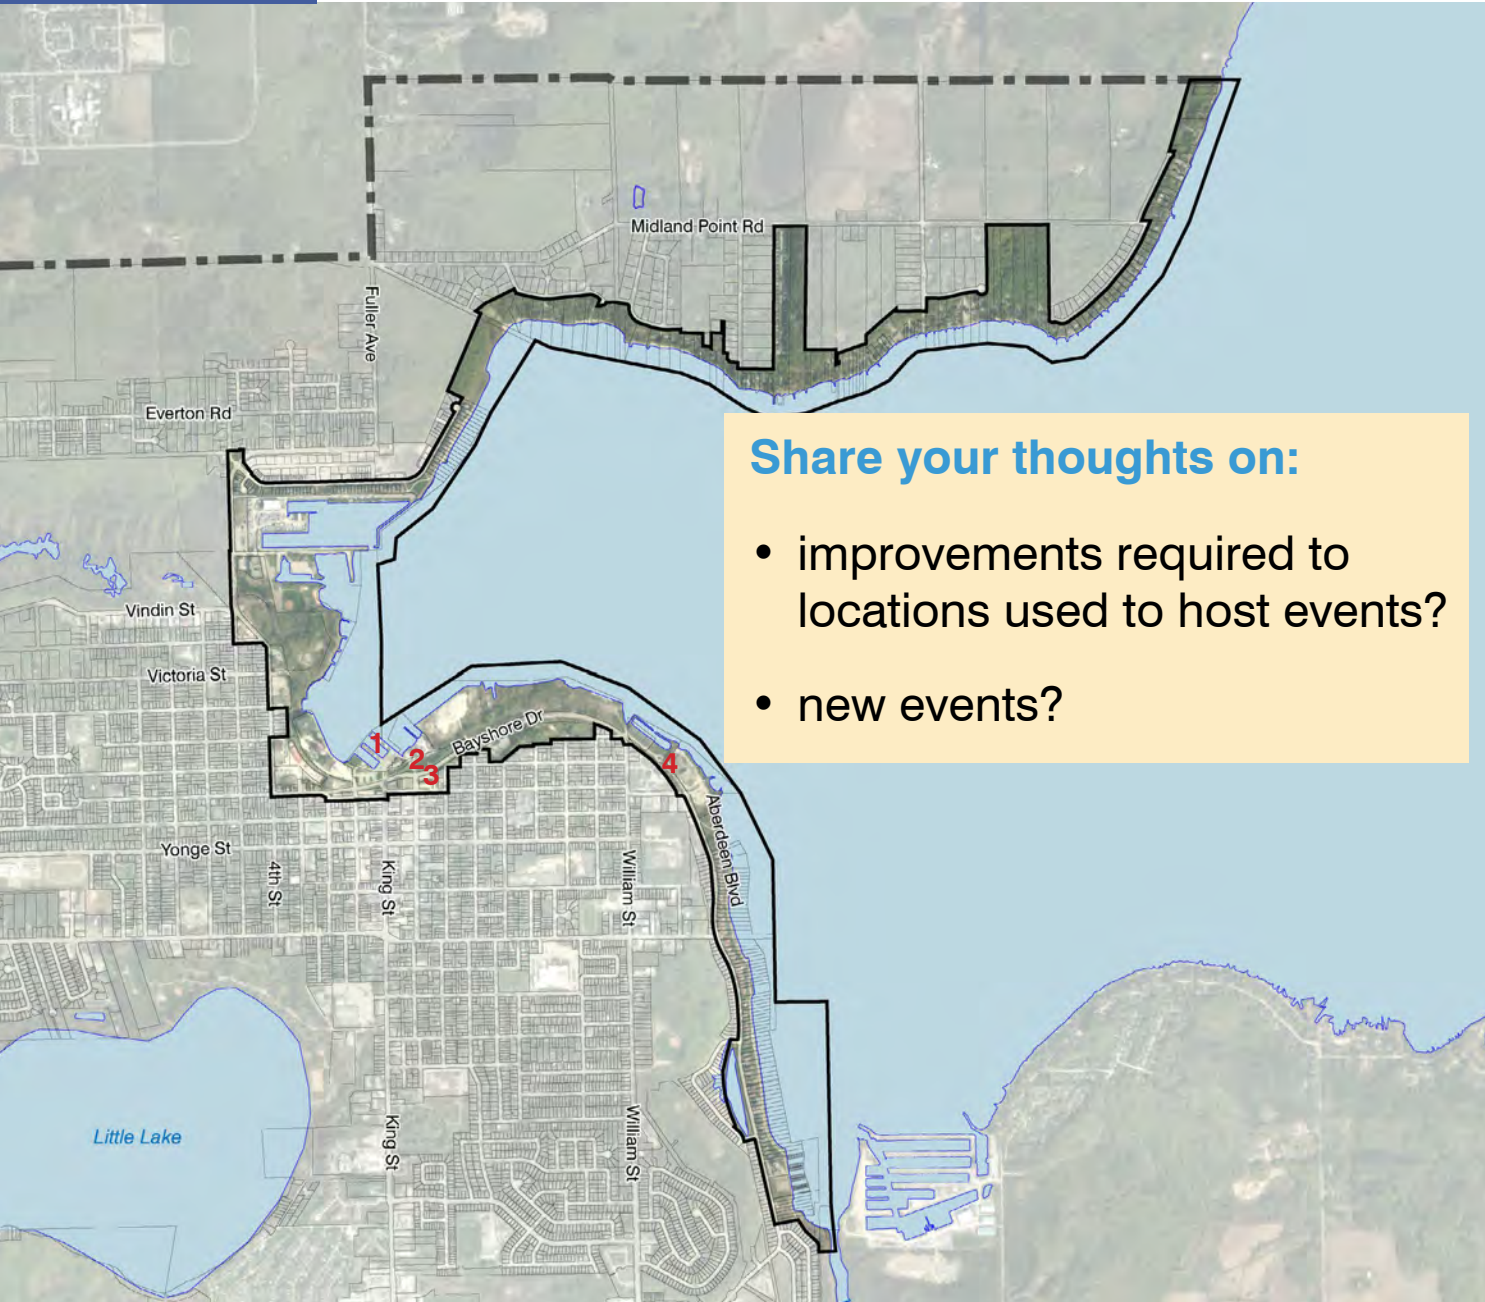 Midland Point Rd
Fuller Ave
Everton Rd
Share your thoughts on:
• improvements required to
locations used to host events?
• new events?
Vindin St
Victoria St
Bayshore Dr
1
2
3
4
Aberdeen Blvd
Yonge St
4th St
King St
William St
Little Lake
King St
William St